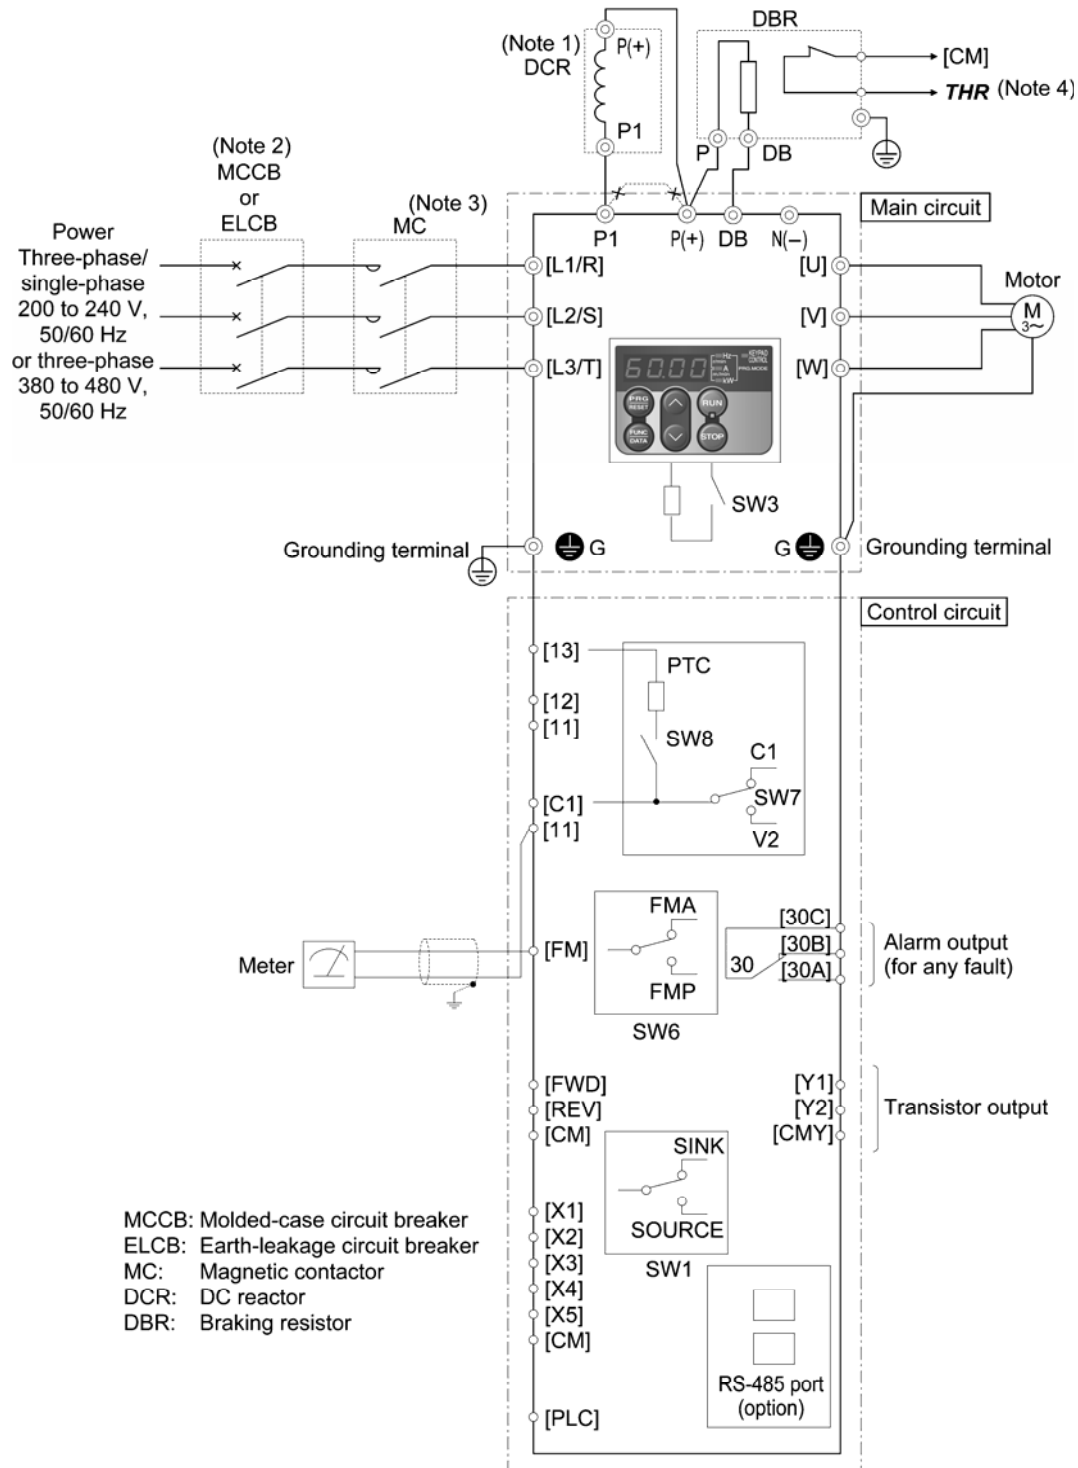 DBR
(Note 1)
DCR
P(+)
P1
[CM]
THR (Note 4)
P
DB
(Note 2)
MCCB
or
ELCB
(Note 3)
MC
Main circuit
P1
P(+)
DB
N(−)
Power
Three-phase/
single-phase
200 to 240 V,
50/60 Hz
or three-phase
380 to 480 V,
50/60 Hz
[L1/R]
[L2/S]
[L3/T]
[U]
[V]
[W]
Motor
M
3~
60.00
Hz
A
kW
KEYPAD
CONTROL
PRG.MODE
PRG
RESET
RUN
FUNC
DATA
STOP
SW3
Grounding terminal
G
G
Grounding terminal
Control circuit
[13]
[12]
[11]
[C1]
[11]
PTC
SW8
C1
SW7
V2
Meter
[FM]
FMA
FMP
SW6
[30C]
[30B]
[30A]
30
Alarm output
(for any fault)
[FWD]
[REV]
[CM]
[Y1]
[Y2]
[CMY]
Transistor output
SINK
SOURCE
SW1
[X1]
[X2]
[X3]
[X4]
[X5]
[CM]
[PLC]
RS-485 port
(option)
MCCB: Molded-case circuit breaker
ELCB: Earth-leakage circuit breaker
MC: Magnetic contactor
DCR: DC reactor
DBR: Braking resistor